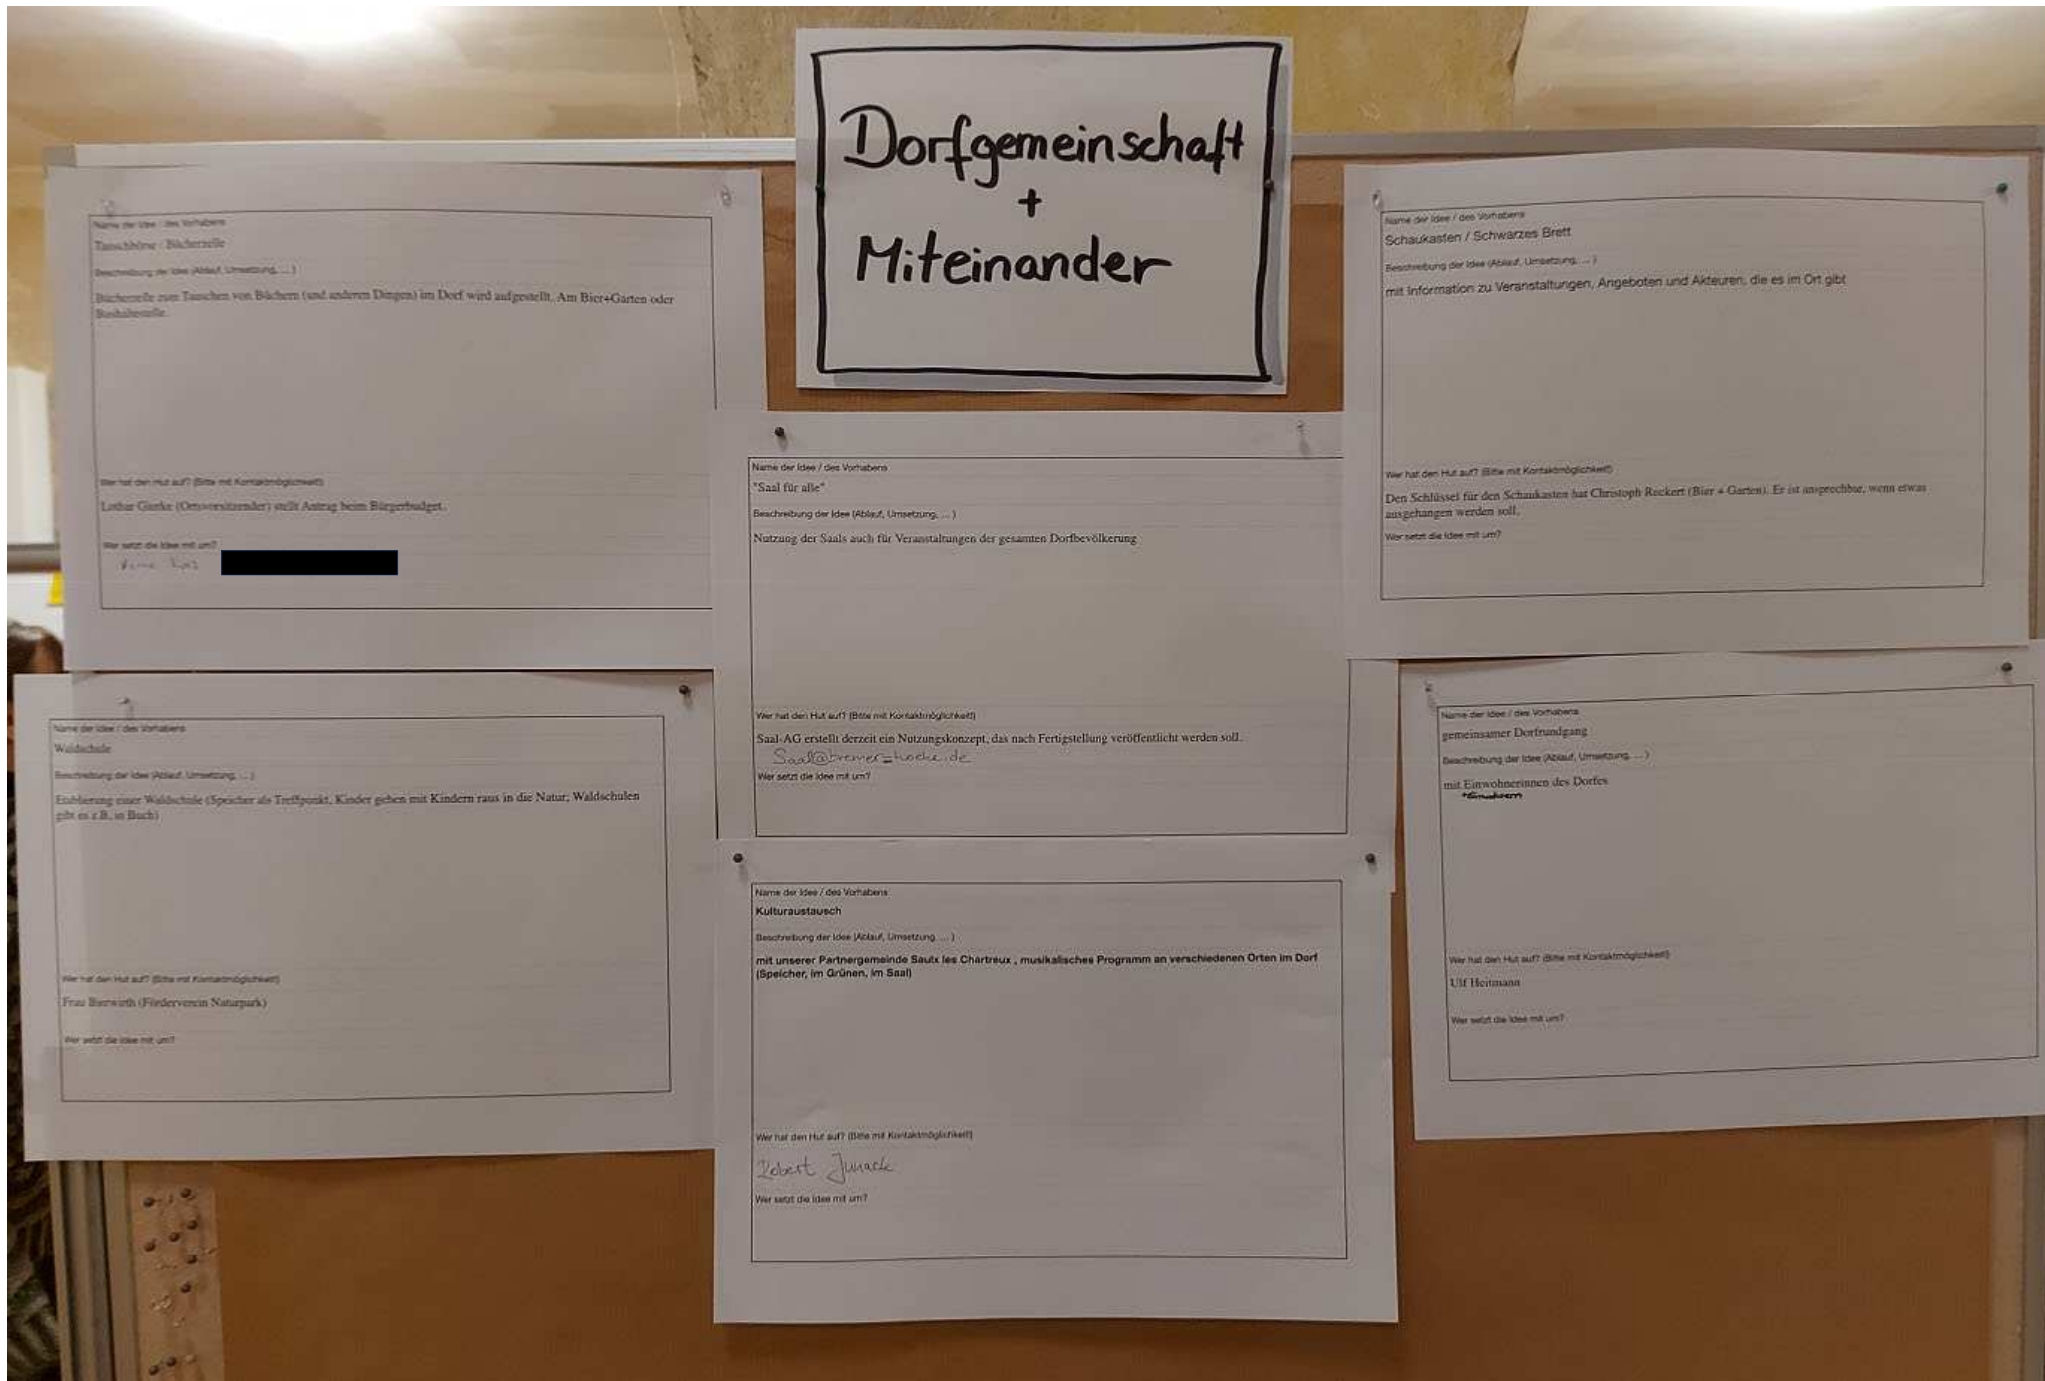 Dorfgemeinschaft
+
Miteinander
Name der Idee / des Vorhabens
Tauschbörse / Bücherzelle
Beschreibung der Idee (Ablauf, Umsetzung, ... )
Bücherzelle zum Tauschen von Büchern (und anderen Dingen) im Dorf wird aufgestellt. Am Bier+Garten oder
Bushaltestelle.
Wer hat den Hut auf? (Bitte mit Kontaktmöglichkeit!)
Lothar Gierke (Ortsvorsitzender) stellt Antrag beim Bürgerbudget.
Wer setzt die Idee mit um?
Name der Idee / des Vorhabens
"Saal für alle"
Beschreibung der Idee (Ablauf, Umsetzung, ... )
Nutzung der Saals auch für Veranstaltungen der gesamten Dorfbevölkerung
Wer hat den Hut auf? (Bitte mit Kontaktmöglichkeit!)
Saal-AG erstellt derzeit ein Nutzungskonzept, das nach Fertigstellung veröffentlicht werden soll.
Wer setzt die Idee mit um?
Name der Idee / des Vorhabens
Schaukasten / Schwarzes Brett
Beschreibung der Idee (Ablauf, Umsetzung, ... )
mit Information zu Veranstaltungen, Angeboten und Akteuren, die es im Ort gibt
Wer hat den Hut auf? (Bitte mit Kontaktmöglichkeit!)
Den Schlüssel für den Schaukasten hat Christoph Reckert (Bier + Garten). Er ist ansprechbar, wenn etwas
ausgehangen werden soll.
Wer setzt die Idee mit um?
Name der Idee / des Vorhabens
Waldschule
Beschreibung der Idee (Ablauf, Umsetzung, ... )
Etablierung einer Waldschule (Speicher als Treffpunkt, Kinder gehen mit Kindern raus in die Natur; Waldschulen
gibt es z.B. in Buch)
Wer hat den Hut auf? (Bitte mit Kontaktmöglichkeit!)
Frau Bierwirth (Förderverein Naturpark)
Wer setzt die Idee mit um?
Name der Idee / des Vorhabens
Kulturaustausch
Beschreibung der Idee (Ablauf, Umsetzung, ... )
mit unserer Partnergemeinde Saulx les Chartreux , musikalisches Programm an verschiedenen Orten im Dorf
(Speicher, im Grünen, im Saal)
Wer hat den Hut auf? (Bitte mit Kontaktmöglichkeit!)
Robert Junack
Wer setzt die Idee mit um?
Name der Idee / des Vorhabens
gemeinsamer Dorfrundgang
Beschreibung der Idee (Ablauf, Umsetzung, ... )
mit Einwohnerinnen des Dorfes
+Einwohnern
Wer hat den Hut auf? (Bitte mit Kontaktmöglichkeit!)
Ulf Heitmann
Wer setzt die Idee mit um?